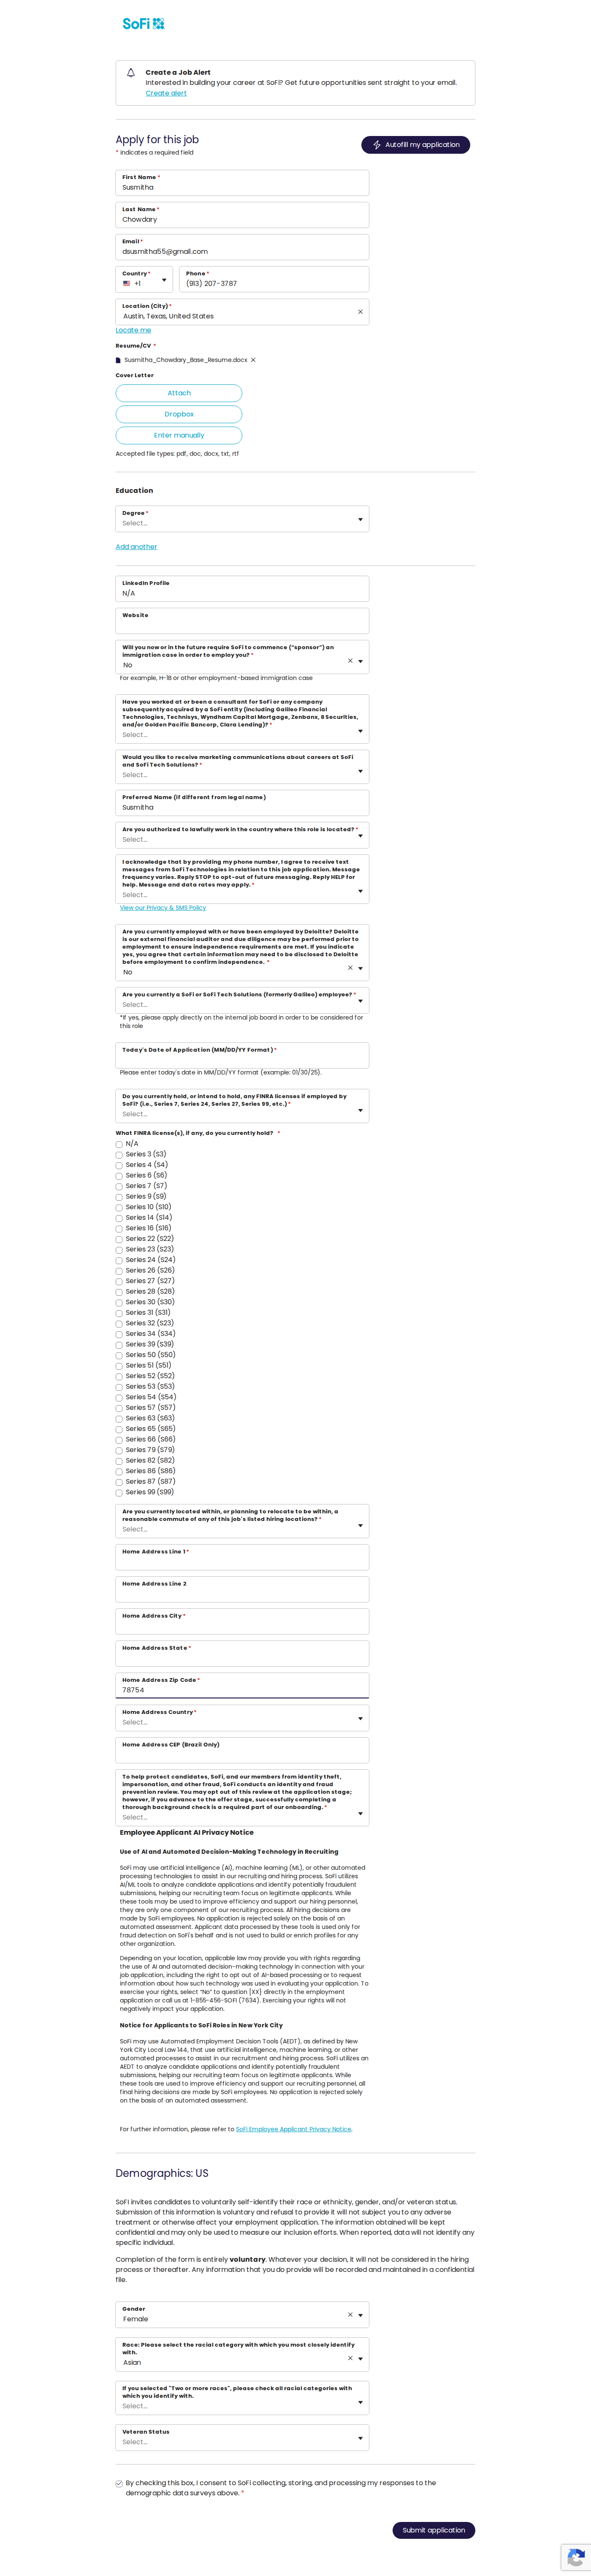 SoFi
Create a Job Alert
Interested in building your career at SoFi? Get future opportunities sent straight to your email.
Create alert
Apply for this job
* indicates a required field
Autofill my application
First Name *
Susmitha
Last Name *
Chowdary
Email *
dsusmitha55@gmail.com
Country *
+1
Phone *
(913) 207-3787
Location (City) *
Austin, Texas, United States
Locate me
Resume/CV *
Susmitha_Chowdary_Base_Resume.docx
Cover Letter
Attach
Dropbox
Enter manually
Accepted file types: pdf, doc, docx, txt, rtf
Education
Degree *
Select...
Add another
LinkedIn Profile
N/A
Website
Will you now or in the future require SoFi to commence ("sponsor") an
immigration case in order to employ you? *
No
For example, H-1B or other employment-based immigration case
Have you worked at or been a consultant for SoFi or any company
subsequently acquired by a SoFi entity (including Galileo Financial
Technologies, Technisys, Wyndham Capital Mortgage, Zenbanx, 8 Securities,
and/or Golden Pacific Bancorp, Clara Lending)? *
Select...
Would you like to receive marketing communications about careers at SoFi
and SoFi Tech Solutions? *
Select...
Preferred Name (if different from legal name)
Susmitha
Are you authorized to lawfully work in the country where this role is located? *
Select...
I acknowledge that by providing my phone number, I agree to receive text
messages from SoFi Technologies in relation to this job application. Message
frequency varies. Reply STOP to opt-out of future messaging. Reply HELP for
help. Message and data rates may apply. *
Select...
View our Privacy & SMS Policy
Are you currently employed with or have been employed by Deloitte? Deloitte
is our external financial auditor and due diligence may be performed prior to
employment to ensure independence requirements are met. If you indicate
yes, you agree that certain information may need to be disclosed to Deloitte
before employment to confirm independence. *
No
Are you currently a SoFi or SoFi Tech Solutions (formerly Galileo) employee? *
Select...
*If yes, please apply directly on the internal job board in order to be considered for
this role
Today's Date of Application (MM/DD/YY Format) *
Please enter today's date in MM/DD/YY format (example: 01/30/25).
Do you currently hold, or intend to hold, any FINRA licenses if employed by
SoFi? (i.e., Series 7, Series 24, Series 27, Series 99, etc.) *
Select...
What FINRA license(s), if any, do you currently hold? *
N/A
Series 3 (S3)
Series 4 (S4)
Series 6 (S6)
Series 7 (S7)
Series 9 (S9)
Series 10 (S10)
Series 14 (S14)
Series 16 (S16)
Series 22 (S22)
Series 23 (S23)
Series 24 (S24)
Series 26 (S26)
Series 27 (S27)
Series 28 (S28)
Series 30 (S30)
Series 31 (S31)
Series 32 (S23)
Series 34 (S34)
Series 39 (S39)
Series 50 (S50)
Series 51 (S51)
Series 52 (S52)
Series 53 (S53)
Series 54 (S54)
Series 57 (S57)
Series 63 (S63)
Series 65 (S65)
Series 66 (S66)
Series 79 (S79)
Series 82 (S82)
Series 86 (S86)
Series 87 (S87)
Series 99 (S99)
Are you currently located within, or planning to relocate to be within, a
reasonable commute of any of this job's listed hiring locations? *
Select...
Home Address Line 1 *
Home Address Line 2
Home Address City *
Home Address State *
Home Address Zip Code *
78754
Home Address Country *
Select...
Home Address CEP (Brazil Only)
To help protect candidates, SoFi, and our members from identity theft,
impersonation, and other fraud, SoFi conducts an identity and fraud
prevention review. You may opt out of this review at the application stage;
however, if you advance to the offer stage, successfully completing a
thorough background check is a required part of our onboarding. *
Select...
Employee Applicant AI Privacy Notice
Use of AI and Automated Decision-Making Technology in Recruiting
SoFi may use artificial intelligence (AI), machine learning (ML), or other automated
processing technologies to assist in our recruiting and hiring process. SoFi utilizes
AI/ML tools to analyze candidate applications and identify potentially fraudulent
submissions, helping our recruiting team focus on legitimate applicants. While
these tools may be used to improve efficiency and support our hiring personnel,
they are only one component of our recruiting process. All hiring decisions are
made by SoFi employees. No application is rejected solely on the basis of an
automated assessment. Applicant data processed by these tools is used only for
fraud detection on SoFi's behalf and is not used to build or enrich profiles for any
other organization.
Depending on your location, applicable law may provide you with rights regarding
the use of AI and automated decision-making technology in connection with your
job application, including the right to opt out of AI-based processing or to request
information about how such technology was used in evaluating your application. To
exercise your rights, select "No" to question [XX] directly in the employment
application or call us at 1-855-456-SOFI (7634). Exercising your rights will not
negatively impact your application.
Notice for Applicants to SoFi Roles in New York City
SoFi may use Automated Employment Decision Tools (AEDT), as defined by New
York City Local Law 144, that use artificial intelligence, machine learning, or other
automated processes to assist in our recruitment and hiring process. SoFi utilizes an
AEDT to analyze candidate applications and identify potentially fraudulent
submissions, helping our recruiting team focus on legitimate applicants. While
these tools are used to improve efficiency and support our recruiting personnel, all
final hiring decisions are made by SoFi employees. No application is rejected solely
on the basis of an automated assessment.
For further information, please refer to SoFi Employee Applicant Privacy Notice.
Demographics: US
SoFI invites candidates to voluntarily self-identify their race or ethnicity, gender, and/or veteran status.
Submission of this information is voluntary and refusal to provide it will not subject you to any adverse
treatment or otherwise affect your employment application. The information obtained will be kept
confidential and may only be used to measure our inclusion efforts. When reported, data will not identify any
specific individual.
Completion of the form is entirely voluntary. Whatever your decision, it will not be considered in the hiring
process or thereafter. Any information that you do provide will be recorded and maintained in a confidential
file.
Gender
Female
Race: Please select the racial category with which you most closely identify
with.
Asian
If you selected "Two or more races", please check all racial categories with
which you identify with.
Select...
Veteran Status
Select...
By checking this box, I consent to SoFi collecting, storing, and processing my responses to the
demographic data surveys above. *
Submit application